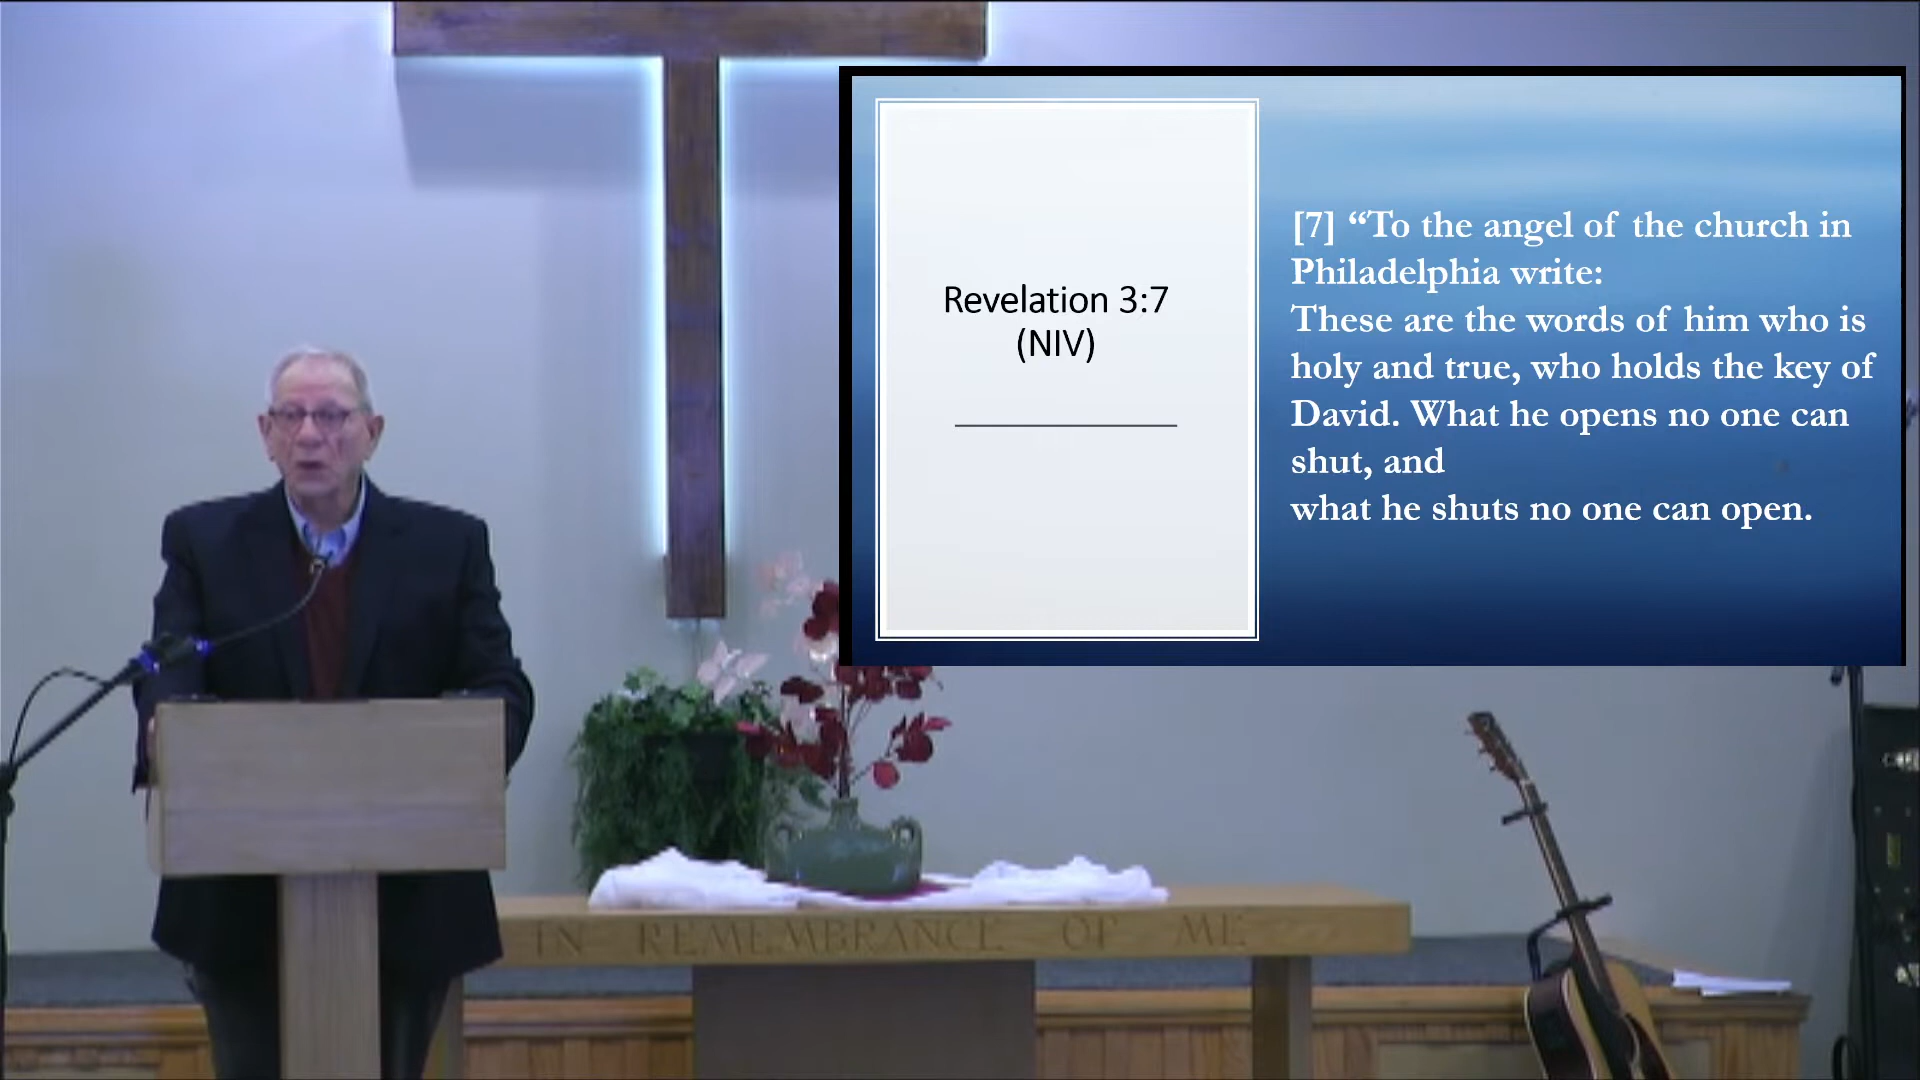 Revelation 3:7
(NIV)
[7] “To the angel of the church in
Philadelphia write:
These are the words of him who is
holy and true, who holds the key of
David. What he opens no one can
shut, and
what he shuts no one can open.
IN REMEMBRANCE OF ME